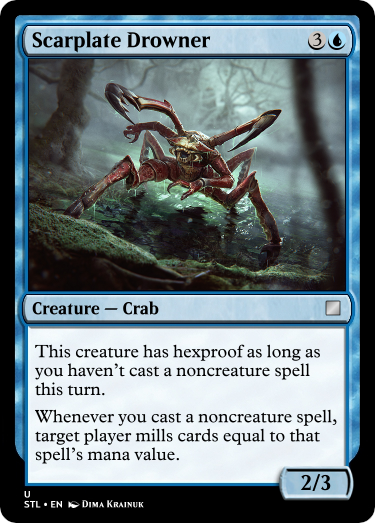 Scarplate Drowner 3
Creature — Crab
This creature has hexproof as long as
you haven't cast a noncreature spell
this turn.
Whenever you cast a noncreature spell,
target player mills cards equal to that
spell's mana value.
2/3
U
STL • EN Dima Krainuk